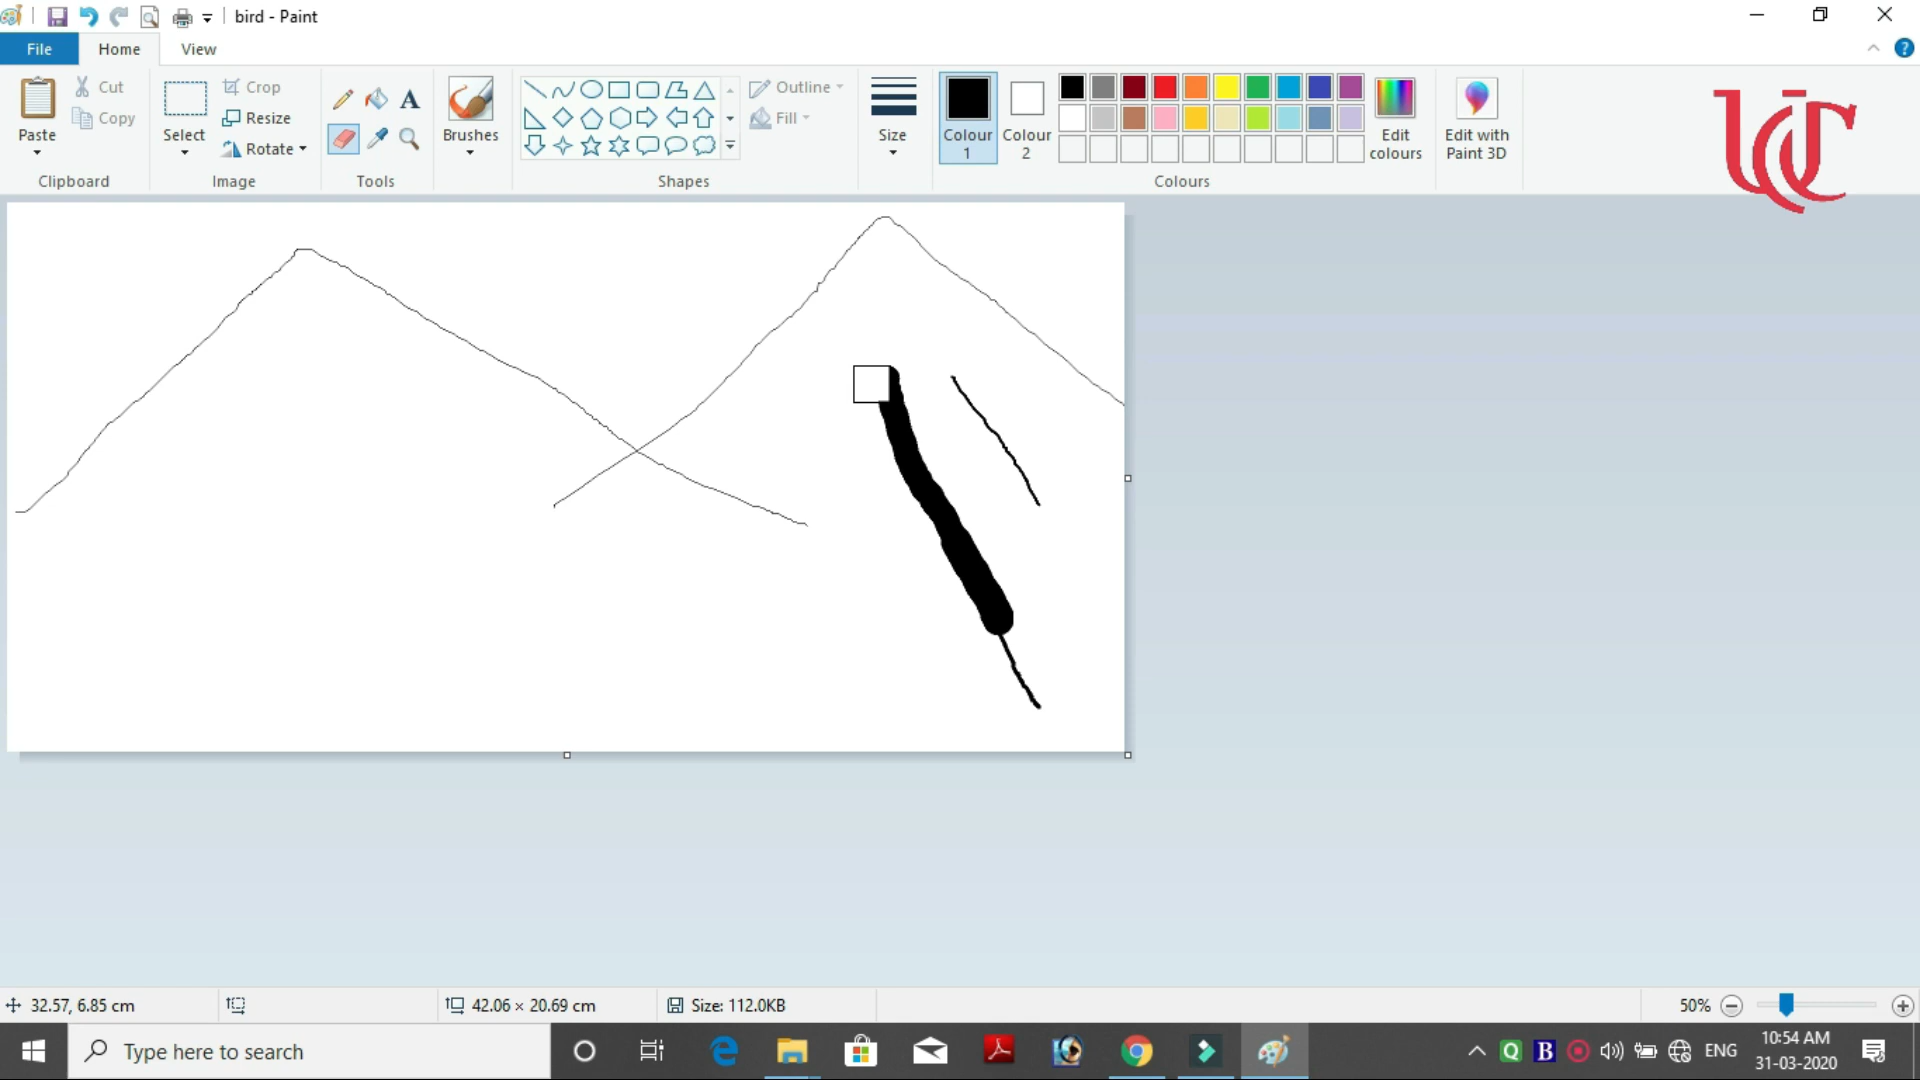 bird - Paint
File Home View
Paste Cut Copy Clipboard
Select Crop Resize Rotate Image
A
Tools
Brushes
Shapes
Outline Fill
Size
Colour 1
Colour 2
Colours
Edit colours
Edit with Paint 3D
UCC
32.57, 6.85 cm
42.06 × 20.69 cm
Size: 112.0KB
50%
Type here to search
Q B ENG
10:54 AM
31-03-2020